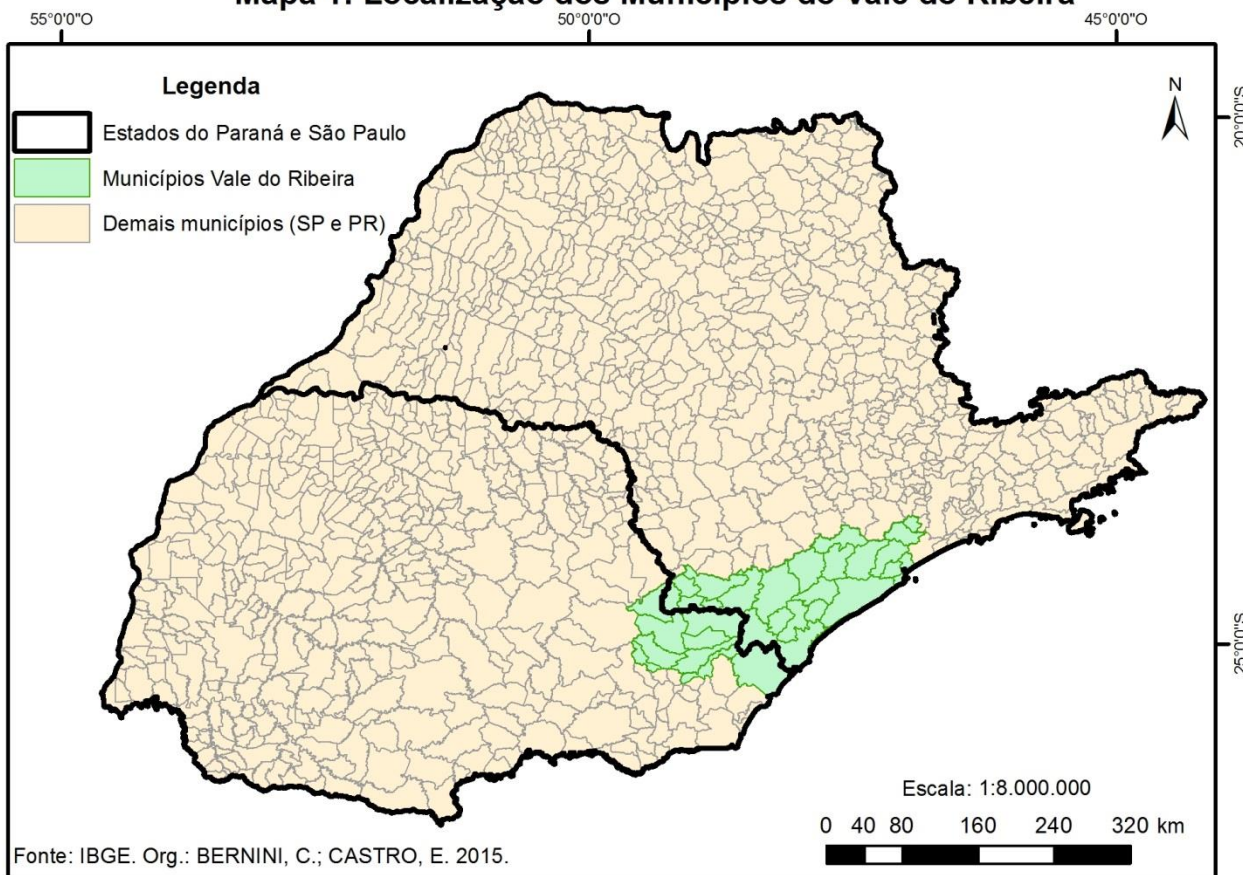 Mapa 1: Localização dos Municípios do Vale do Ribeira
55°0'0"O 50°0'0"O 45°0'0"O
Legenda
Estados do Paraná e São Paulo
Municípios Vale do Ribeira
Demais municípios (SP e PR)
N
20°0'0"S
25°0'0"S
Escala: 1:8.000.000
0 40 80 160 240 320 km
Fonte: IBGE. Org.: BERNINI, C.; CASTRO, E. 2015.